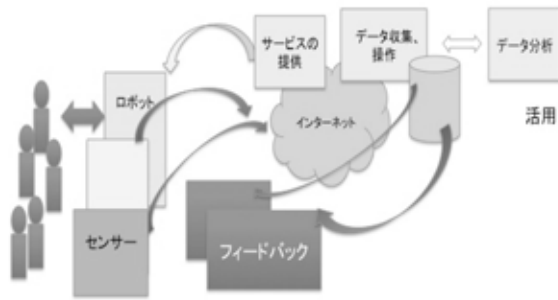 サービスの
提供
データ収集、
操作
データ分析
ロボット
インターネット
活用
センサー
フィードバック